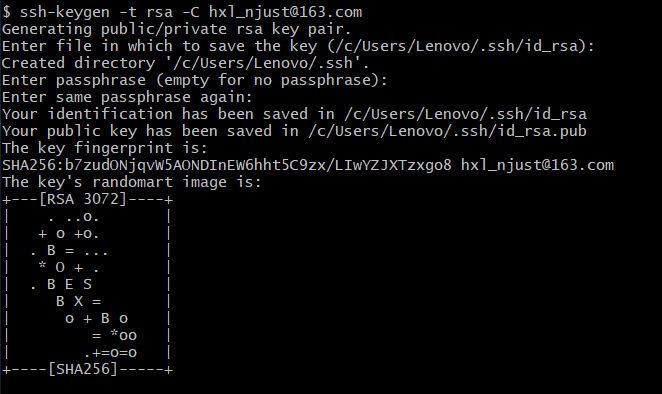 $ ssh-keygen -t rsa -C hxl_njust@163.com
Generating public/private rsa key pair.
Enter file in which to save the key (/c/Users/Lenovo/.ssh/id_rsa):
Created directory '/c/Users/Lenovo/.ssh'.
Enter passphrase (empty for no passphrase):
Enter same passphrase again:
Your identification has been saved in /c/Users/Lenovo/.ssh/id_rsa
Your public key has been saved in /c/Users/Lenovo/.ssh/id_rsa.pub
The key fingerprint is:
SHA256:b7zudONjqvW5AONDInEW6hht5C9zx/LIwYZJXTzxgo8 hxl_njust@163.com
The key's randomart image is:
+---[RSA 3072]----+
|    . ..o.       |
|   + o +o.       |
|  . B = ...      |
|   * O + .       |
|  . B E S        |
|     B X =       |
|      o + B o    |
|         = *oo   |
|        .+=o=o   |
+----[SHA256]-----+